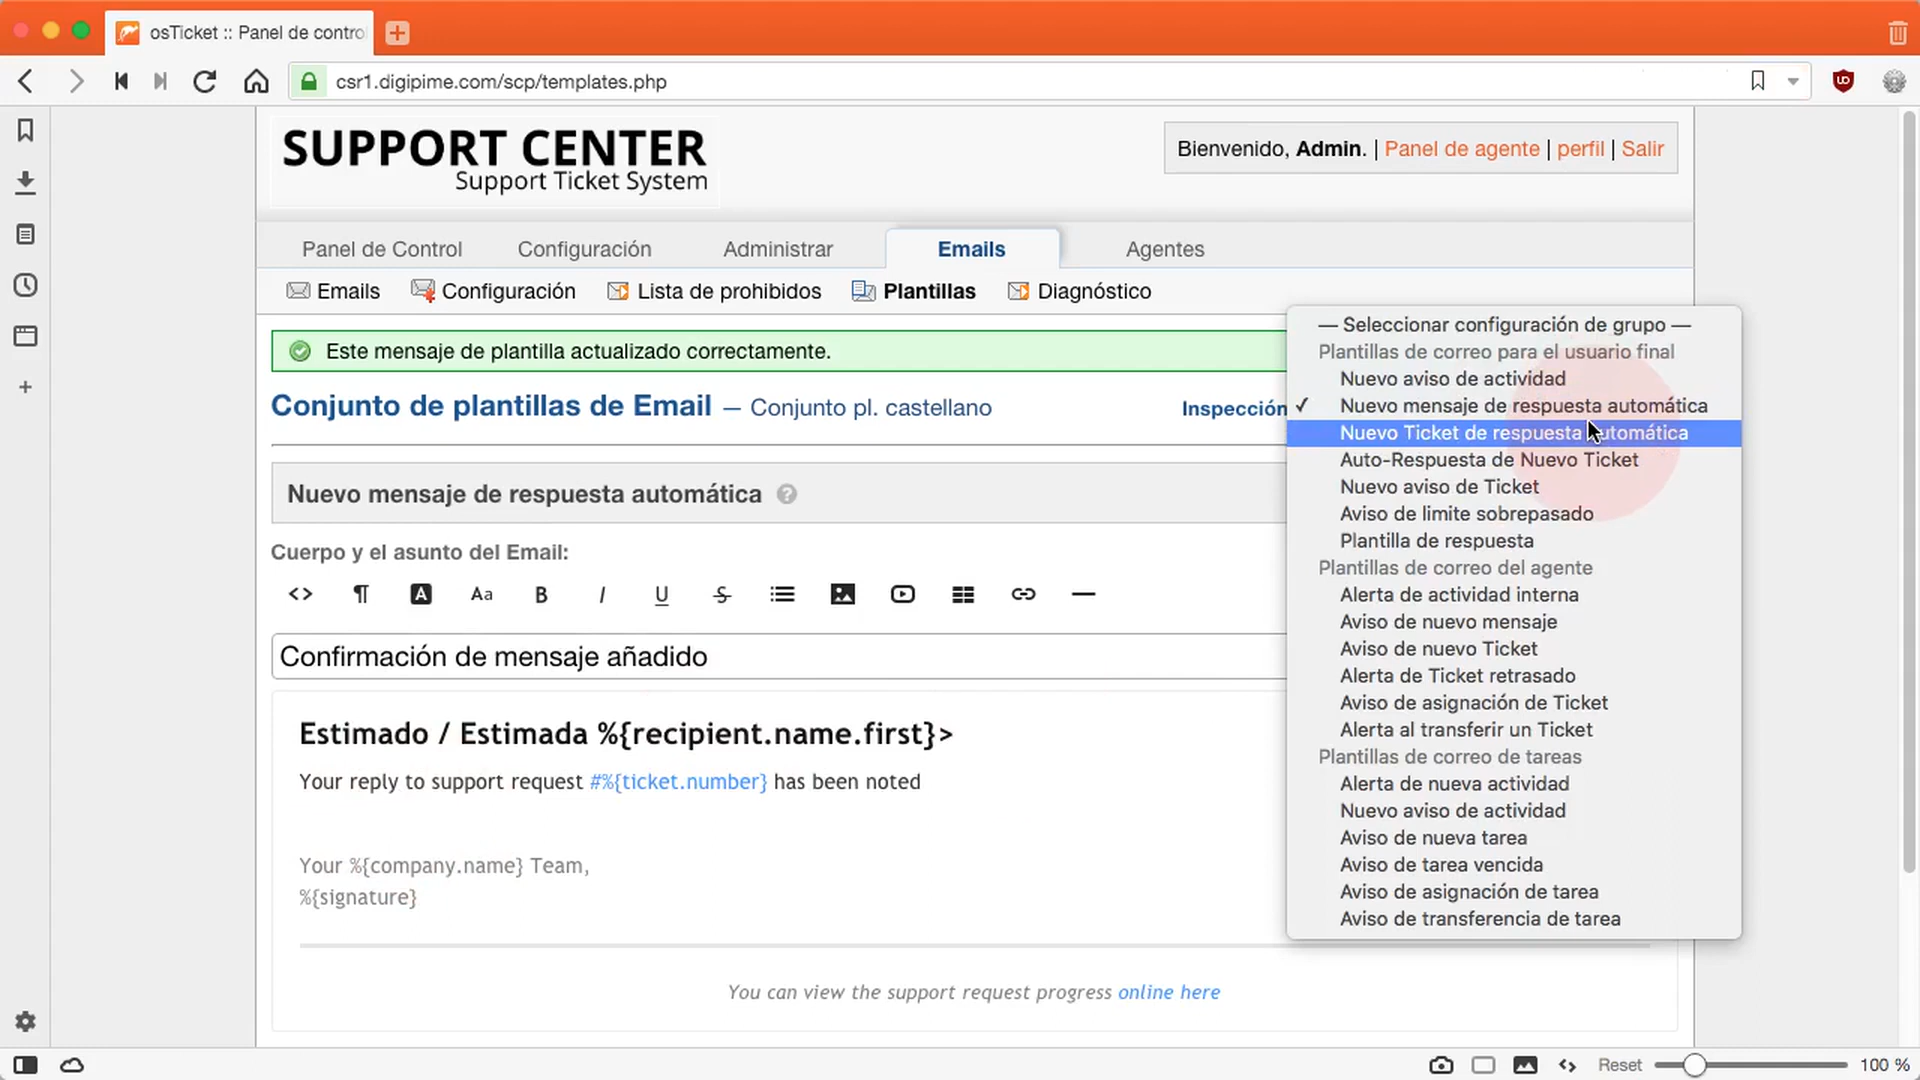 osTicket :: Panel de contro
csr1.digipime.com/scp/templates.php
SUPPORT CENTER
Support Ticket System
Bienvenido, Admin. | Panel de agente | perfil | Salir
Panel de Control Configuración Administrar Emails Agentes
Emails Configuración Lista de prohibidos Plantillas Diagnóstico
Este mensaje de plantilla actualizado correctamente.
Conjunto de plantillas de Email — Conjunto pl. castellano
Inspección
Nuevo mensaje de respuesta automática
Cuerpo y el asunto del Email:
Confirmación de mensaje añadido
Estimado / Estimada %{recipient.name.first}>
Your reply to support request #%{ticket.number} has been noted
Your %{company.name} Team,
%{signature}
You can view the support request progress online here
— Seleccionar configuración de grupo —
Plantillas de correo para el usuario final
Nuevo aviso de actividad
✓ Nuevo mensaje de respuesta automática
Nuevo Ticket de respuesta automática
Auto-Respuesta de Nuevo Ticket
Nuevo aviso de Ticket
Aviso de limite sobrepasado
Plantilla de respuesta
Plantillas de correo del agente
Alerta de actividad interna
Aviso de nuevo mensaje
Aviso de nuevo Ticket
Alerta de Ticket retrasado
Aviso de asignación de Ticket
Alerta al transferir un Ticket
Plantillas de correo de tareas
Alerta de nueva actividad
Nuevo aviso de actividad
Aviso de nueva tarea
Aviso de tarea vencida
Aviso de asignación de tarea
Aviso de transferencia de tarea
Reset 100 %